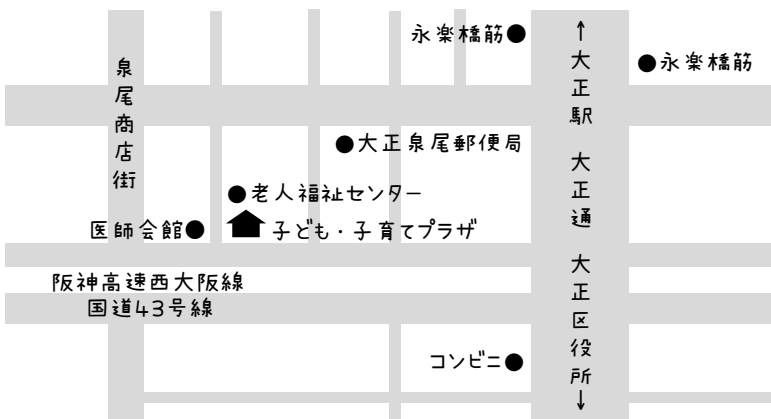 永楽橋筋
↑大正駅 大正通 大正区役所↓
永楽橋筋
泉尾商店街
大正泉尾郵便局
老人福祉センター
医師会館
子ども・子育てプラザ
阪神高速西大阪線
国道43号線
コンビニ